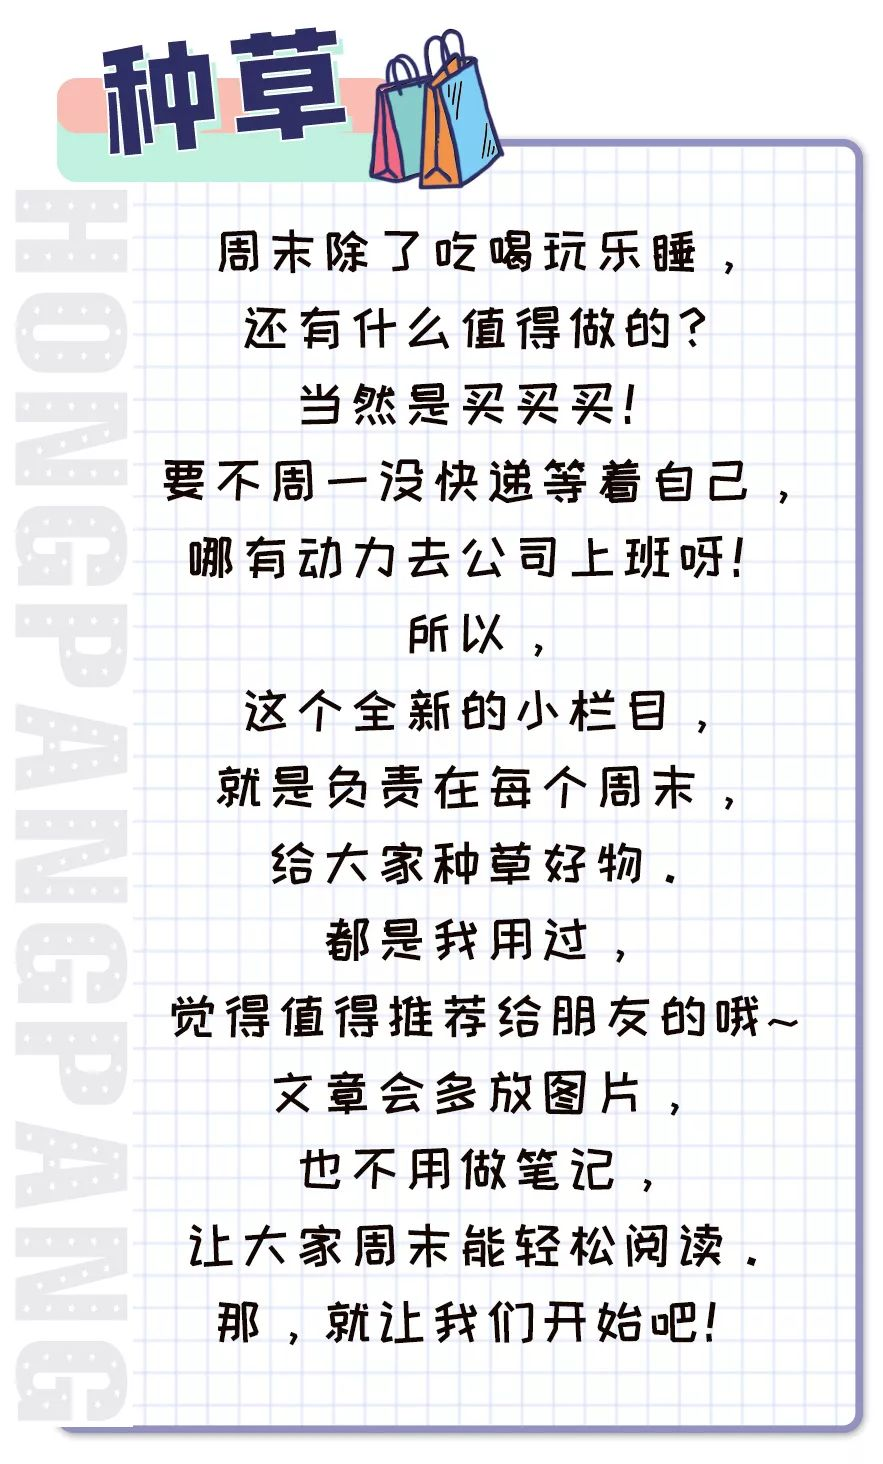 种草
HONGPANGPANG
周末除了吃喝玩乐睡，
还有什么值得做的？
当然是买买买！
要不周一没快递等着自己，
哪有动力去公司上班呀！
所以，
这个全新的小栏目，
就是负责在每个周末，
给大家种草好物.
都是我用过，
觉得值得推荐给朋友的哦~
文章会多放图片，
也不用做笔记，
让大家周末能轻松阅读.
那，就让我们开始吧！